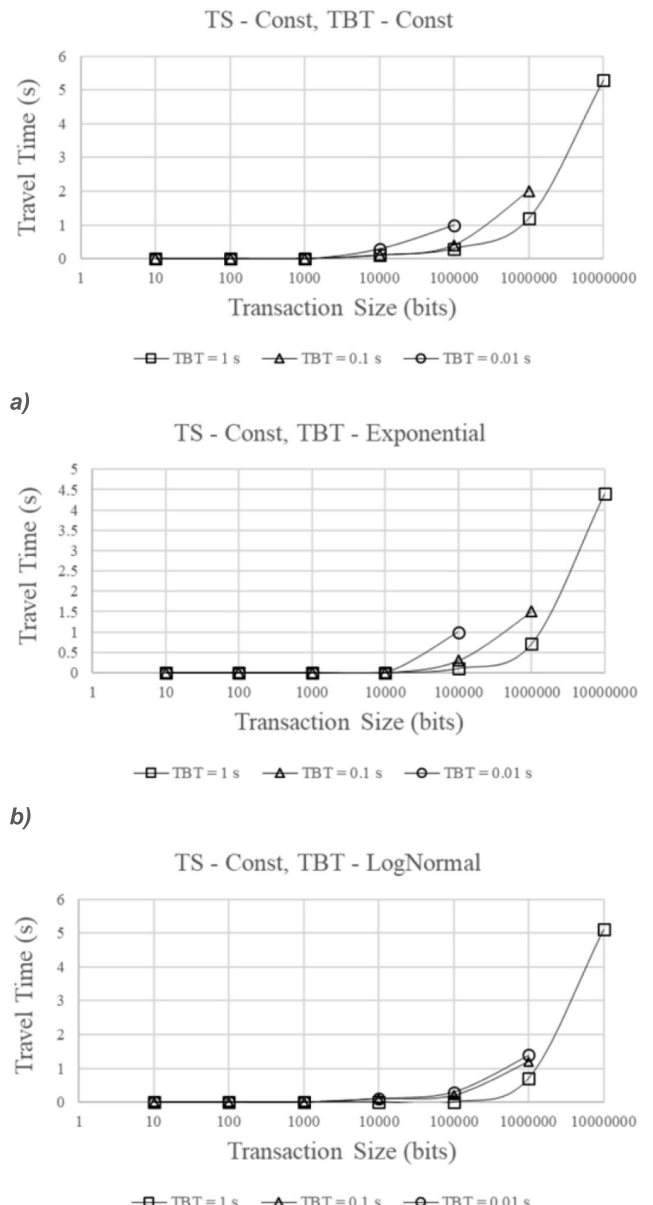 TS - Const, TBT - Const
Travel Time (s)
6
5
4
3
2
1
0
1 10 100 1000 10000 100000 1000000 10000000
Transaction Size (bits)
TBT = 1 s TBT = 0.1 s TBT = 0.01 s
a)
TS - Const, TBT - Exponential
Travel Time (s)
5
4.5
4
3.5
3
2.5
2
1.5
1
0.5
0
1 10 100 1000 10000 100000 1000000 10000000
Transaction Size (bits)
TBT = 1 s TBT = 0.1 s TBT = 0.01 s
b)
TS - Const, TBT - LogNormal
Travel Time (s)
6
5
4
3
2
1
0
1 10 100 1000 10000 100000 1000000 10000000
Transaction Size (bits)
TBT = 1 s TBT = 0.1 s TBT = 0.01 s